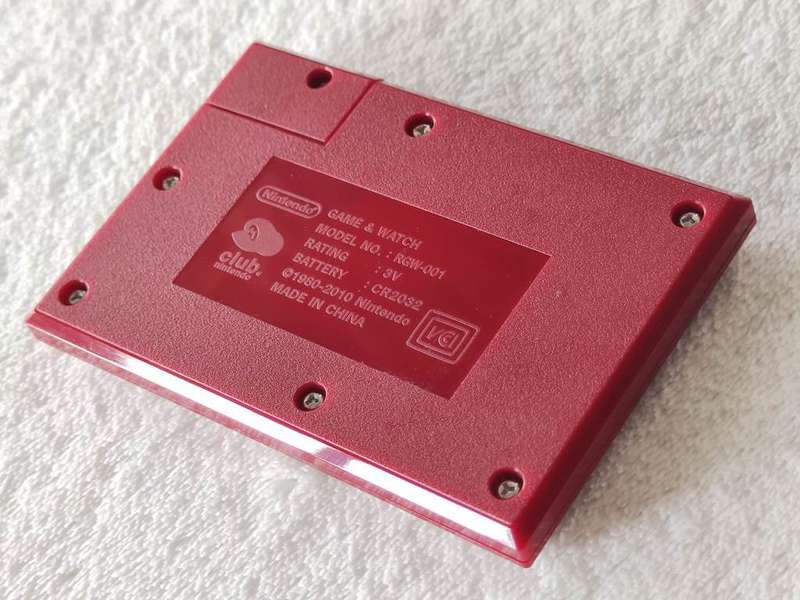 Nintendo®
GAME & WATCH
MODEL NO. : RGW-001
RATING : 3V
BATTERY : CR2032
©1980-2010 Nintendo
MADE IN CHINA
club
nintendo
VCI